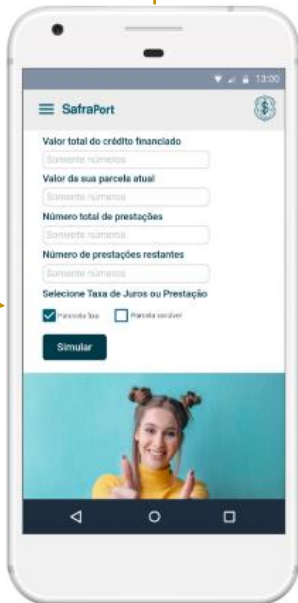 13:00
SafraPort
Valor total do crédito financiado
Somente números
Valor da sua parcela atual
Somente números
Número total de prestações
Somente números
Número de prestações restantes
Somente números
Selecione Taxa de Juros ou Prestação
Parcela fixa Parcela variável
Simular